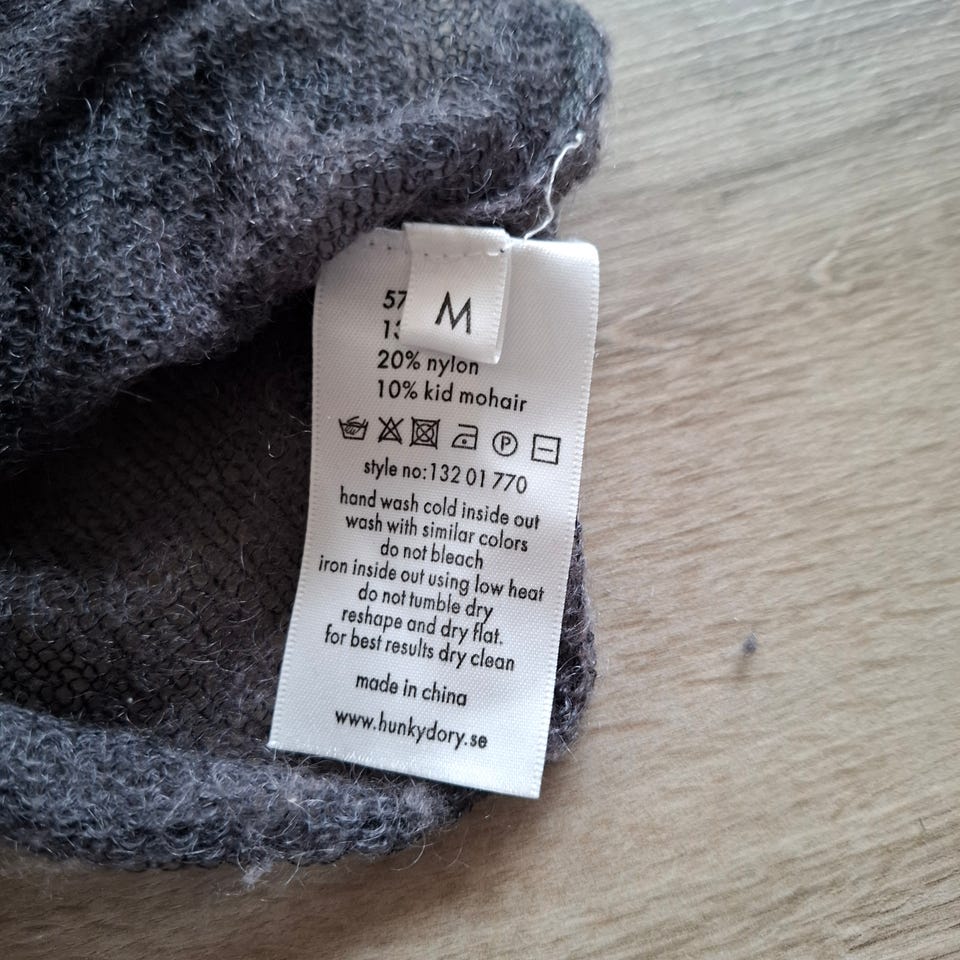 M
57
20% nylon
10% kid mohair
P
style no:132 01 770
hand wash cold inside out
wash with similar colors
do not bleach
iron inside out using low heat
do not tumble dry
reshape and dry flat.
for best results dry clean
made in china
www.hunkydory.se